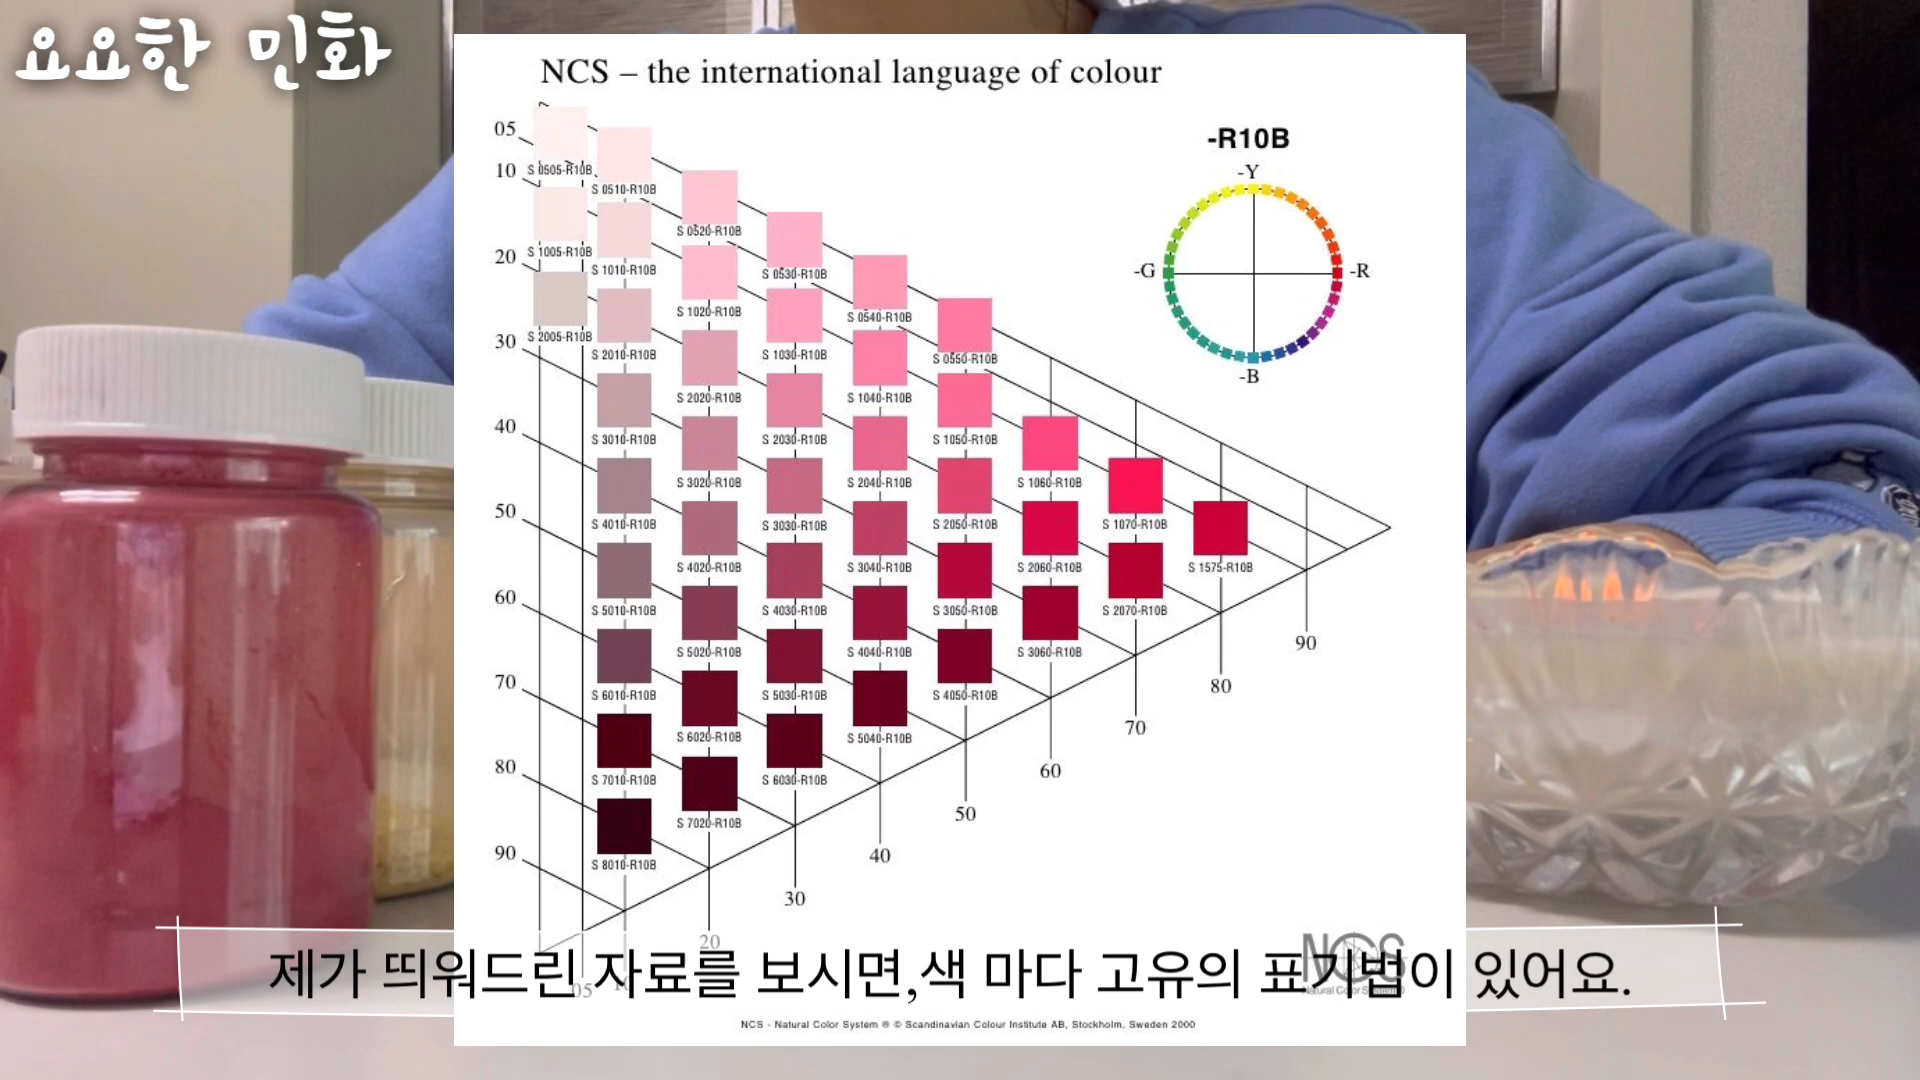 요요한 민화
NCS – the international language of colour
-R10B
-Y
-G
-R
-B
05
10
20
30
40
50
60
70
80
90
S 0505-R10B
S 0510-R10B
S 0520-R10B
S 0530-R10B
S 0540-R10B
S 0550-R10B
S 1005-R10B
S 1010-R10B
S 1020-R10B
S 1030-R10B
S 1040-R10B
S 1050-R10B
S 1060-R10B
S 1070-R10B
S 1575-R10B
S 2005-R10B
S 2010-R10B
S 2020-R10B
S 2030-R10B
S 2040-R10B
S 2050-R10B
S 2060-R10B
S 2070-R10B
S 3010-R10B
S 3020-R10B
S 3030-R10B
S 3040-R10B
S 3050-R10B
S 3060-R10B
S 4010-R10B
S 4020-R10B
S 4030-R10B
S 4040-R10B
S 4050-R10B
S 5010-R10B
S 5020-R10B
S 5030-R10B
S 5040-R10B
S 6010-R10B
S 6020-R10B
S 6030-R10B
S 7010-R10B
S 7020-R10B
S 8010-R10B
90
80
70
60
50
40
30
20
10
05
NCS
제가 띄워드린 자료를 보시면,색 마다 고유의 표기법이 있어요.
NCS - Natural Color System ® © Scandinavian Colour Institute AB, Stockholm, Sweden 2000